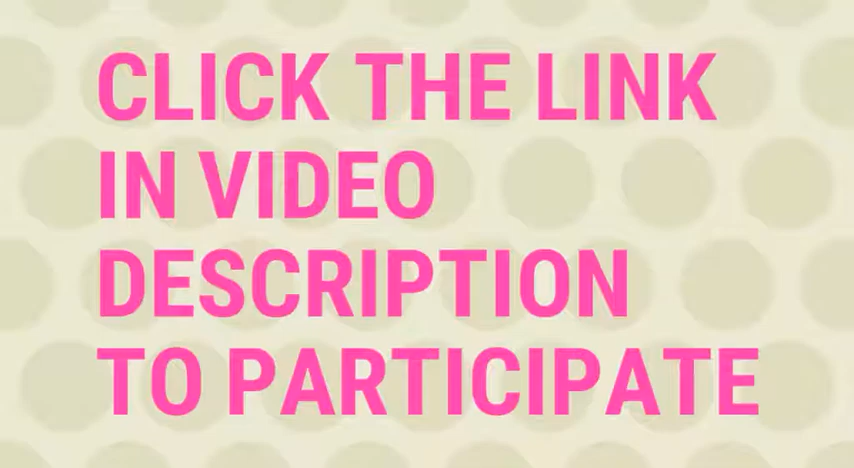 CLICK THE LINK
IN VIDEO
DESCRIPTION
TO PARTICIPATE